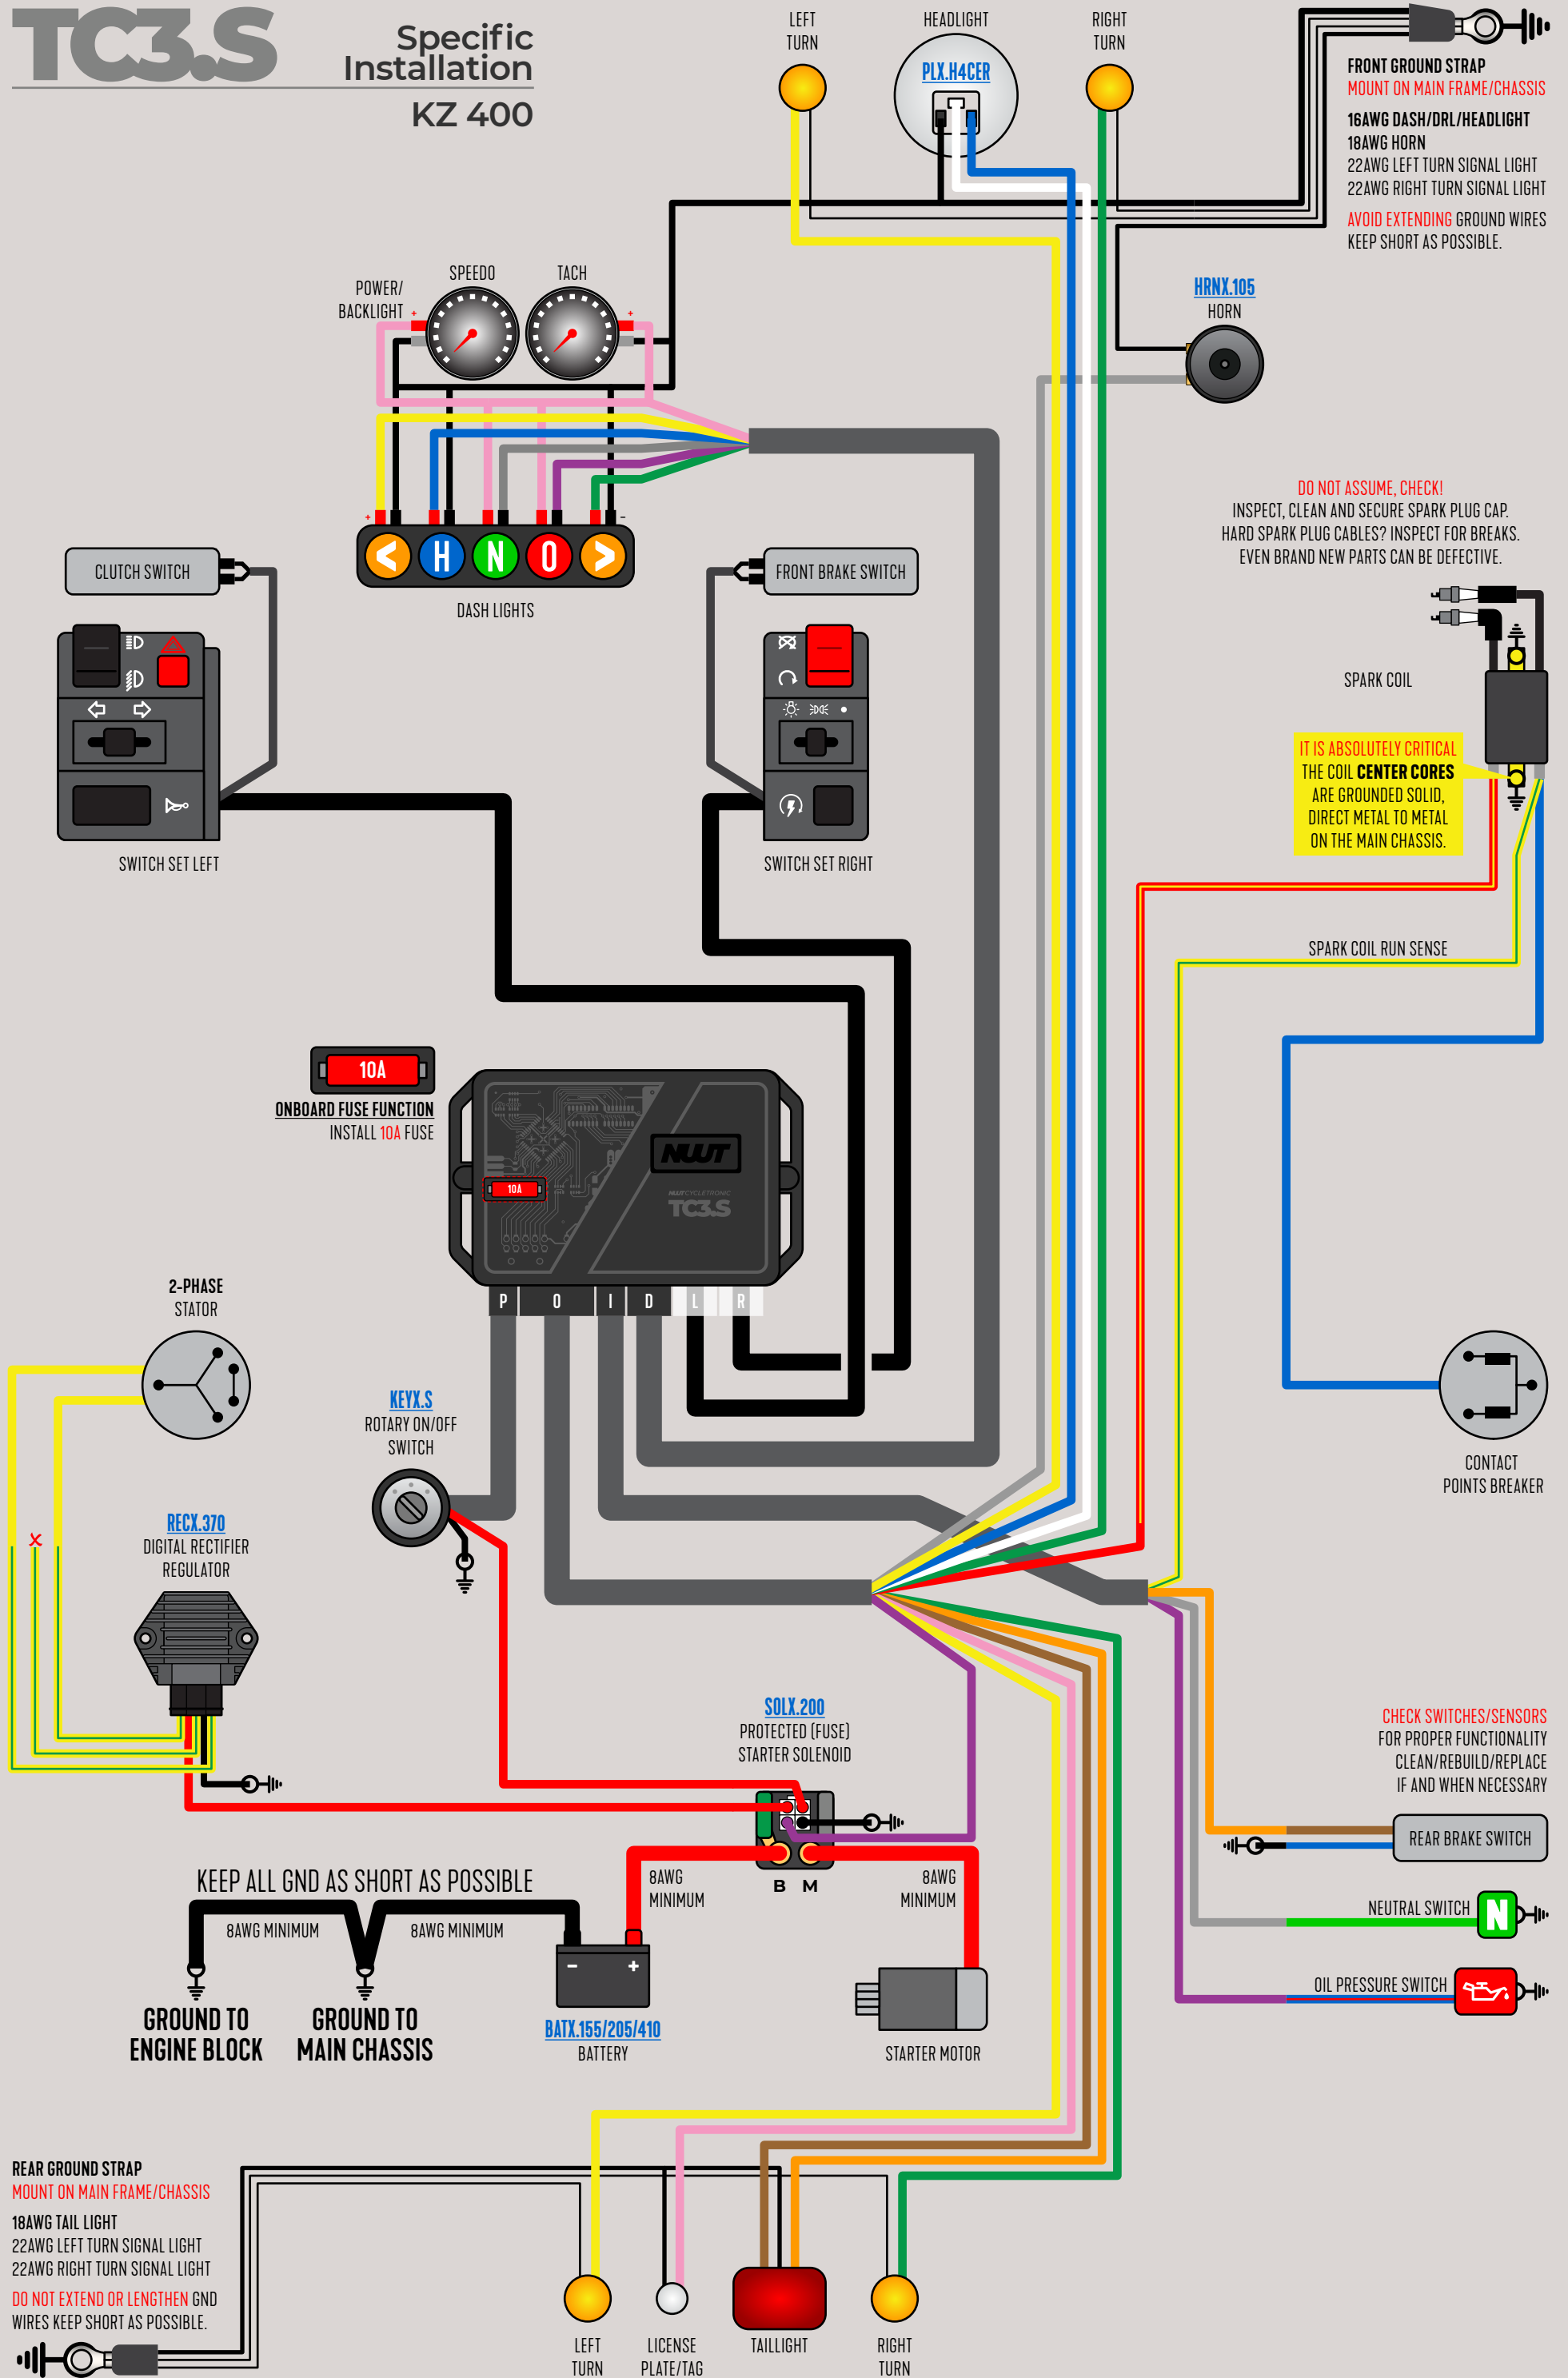 TC3.S
Specific
Installation
KZ 400
LEFT
TURN
HEADLIGHT
PLX.H4CER
RIGHT
TURN
FRONT GROUND STRAP
MOUNT ON MAIN FRAME/CHASSIS
16AWG DASH/DRL/HEADLIGHT
18AWG HORN
22AWG LEFT TURN SIGNAL LIGHT
22AWG RIGHT TURN SIGNAL LIGHT
AVOID EXTENDING GROUND WIRES
KEEP SHORT AS POSSIBLE.
POWER/
BACKLIGHT
SPEEDO
TACH
+
+
HRNX.105
HORN
+
–
< H N O >
DASH LIGHTS
DO NOT ASSUME, CHECK!
INSPECT, CLEAN AND SECURE SPARK PLUG CAP.
HARD SPARK PLUG CABLES? INSPECT FOR BREAKS.
EVEN BRAND NEW PARTS CAN BE DEFECTIVE.
CLUTCH SWITCH
FRONT BRAKE SWITCH
SPARK COIL
IT IS ABSOLUTELY CRITICAL
THE COIL CENTER CORES
ARE GROUNDED SOLID,
DIRECT METAL TO METAL
ON THE MAIN CHASSIS.
SWITCH SET LEFT
SWITCH SET RIGHT
SPARK COIL RUN SENSE
10A
ONBOARD FUSE FUNCTION
INSTALL 10A FUSE
NWT
10A
NWT CYCLETRONIC
TC3.S
P O I D L R
2-PHASE
STATOR
KEYX.S
ROTARY ON/OFF
SWITCH
CONTACT
POINTS BREAKER
X
RECX.370
DIGITAL RECTIFIER
REGULATOR
SOLX.200
PROTECTED (FUSE)
STARTER SOLENOID
B M
CHECK SWITCHES/SENSORS
FOR PROPER FUNCTIONALITY
CLEAN/REBUILD/REPLACE
IF AND WHEN NECESSARY
REAR BRAKE SWITCH
KEEP ALL GND AS SHORT AS POSSIBLE
8AWG MINIMUM
8AWG MINIMUM
8AWG
MINIMUM
8AWG
MINIMUM
NEUTRAL SWITCH
N
OIL PRESSURE SWITCH
– +
GROUND TO
ENGINE BLOCK
GROUND TO
MAIN CHASSIS
BATX.155/205/410
BATTERY
STARTER MOTOR
REAR GROUND STRAP
MOUNT ON MAIN FRAME/CHASSIS
18AWG TAIL LIGHT
22AWG LEFT TURN SIGNAL LIGHT
22AWG RIGHT TURN SIGNAL LIGHT
DO NOT EXTEND OR LENGTHEN GND
WIRES KEEP SHORT AS POSSIBLE.
LEFT
TURN
LICENSE
PLATE/TAG
TAILLIGHT
RIGHT
TURN